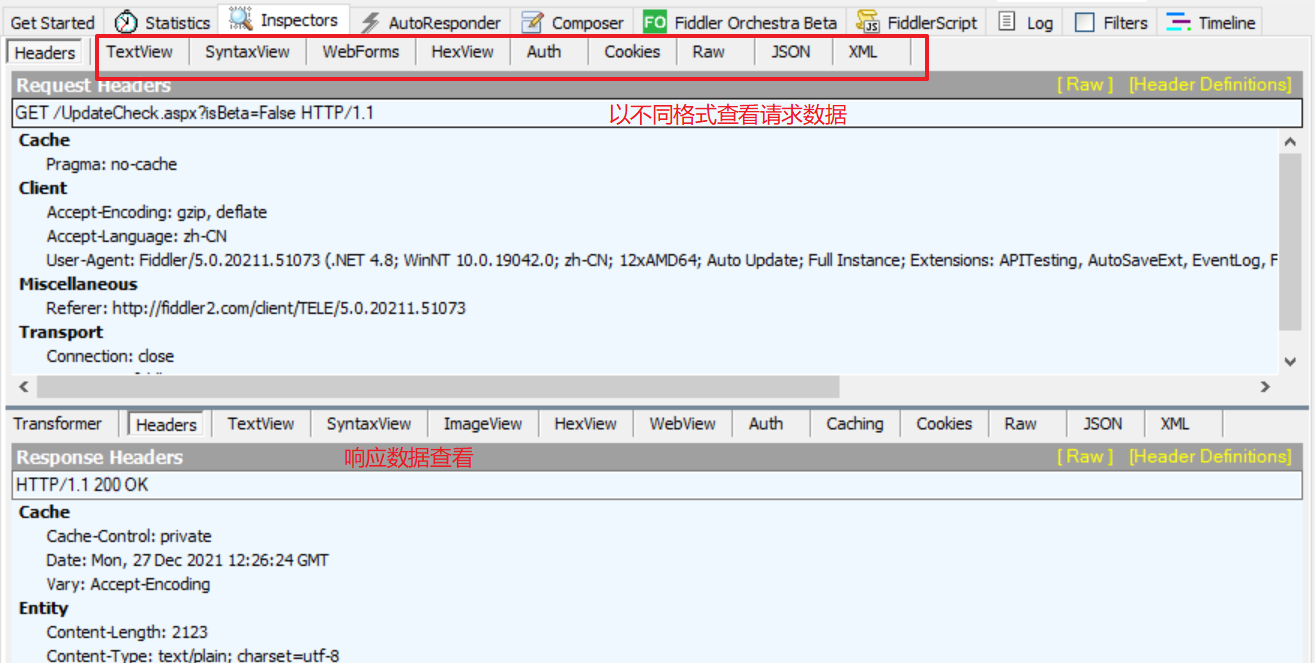 Get Started Statistics Inspectors AutoResponder Composer FO Fiddler Orchestra Beta FiddlerScript Log Filters Timeline
Headers TextView SyntaxView WebForms HexView Auth Cookies Raw JSON XML
Request Headers [ Raw ] [Header Definitions]
GET /UpdateCheck.aspx?isBeta=False HTTP/1.1 以不同格式查看请求数据
Cache
Pragma: no-cache
Client
Accept-Encoding: gzip, deflate
Accept-Language: zh-CN
User-Agent: Fiddler/5.0.20211.51073 (.NET 4.8; WinNT 10.0.19042.0; zh-CN; 12xAMD64; Auto Update; Full Instance; Extensions: APITesting, AutoSaveExt, EventLog, F
Miscellaneous
Referer: http://fiddler2.com/client/TELE/5.0.20211.51073
Transport
Connection: close
Transformer Headers TextView SyntaxView ImageView HexView WebView Auth Caching Cookies Raw JSON XML
Response Headers 响应数据查看 [ Raw ] [Header Definitions]
HTTP/1.1 200 OK
Cache
Cache-Control: private
Date: Mon, 27 Dec 2021 12:26:24 GMT
Vary: Accept-Encoding
Entity
Content-Length: 2123
Content-Type: text/plain; charset=utf-8